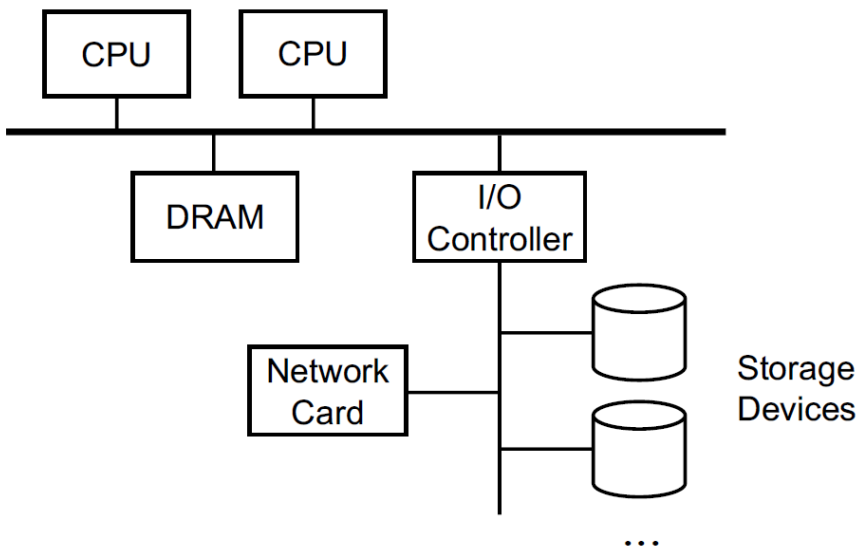 CPU
CPU
DRAM
I/O
Controller
Network
Card
Storage
Devices
...